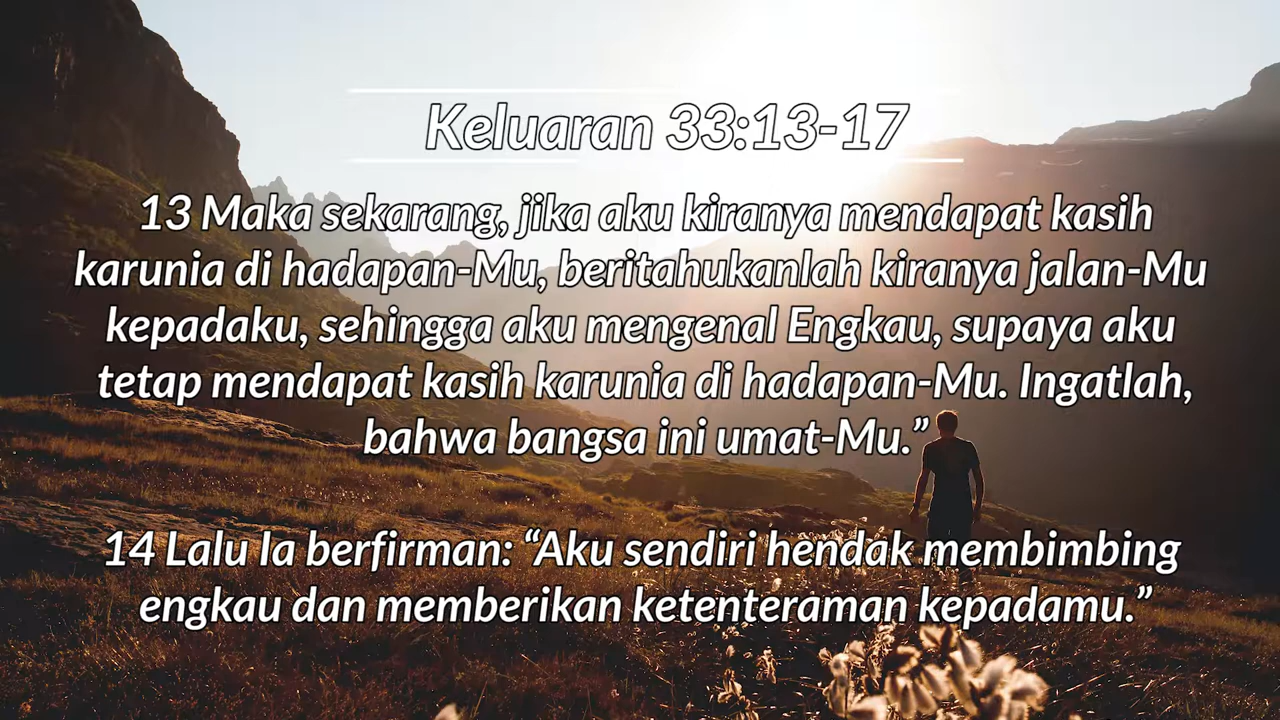 Keluaran 33:13-17
13 Maka sekarang, jika aku kiranya mendapat kasih
karunia di hadapan-Mu, beritahukanlah kiranya jalan-Mu
kepadaku, sehingga aku mengenal Engkau, supaya aku
tetap mendapat kasih karunia di hadapan-Mu. Ingatlah,
bahwa bangsa ini umat-Mu.”
14 Lalu Ia berfirman: “Aku sendiri hendak membimbing
engkau dan memberikan ketenteraman kepadamu.”